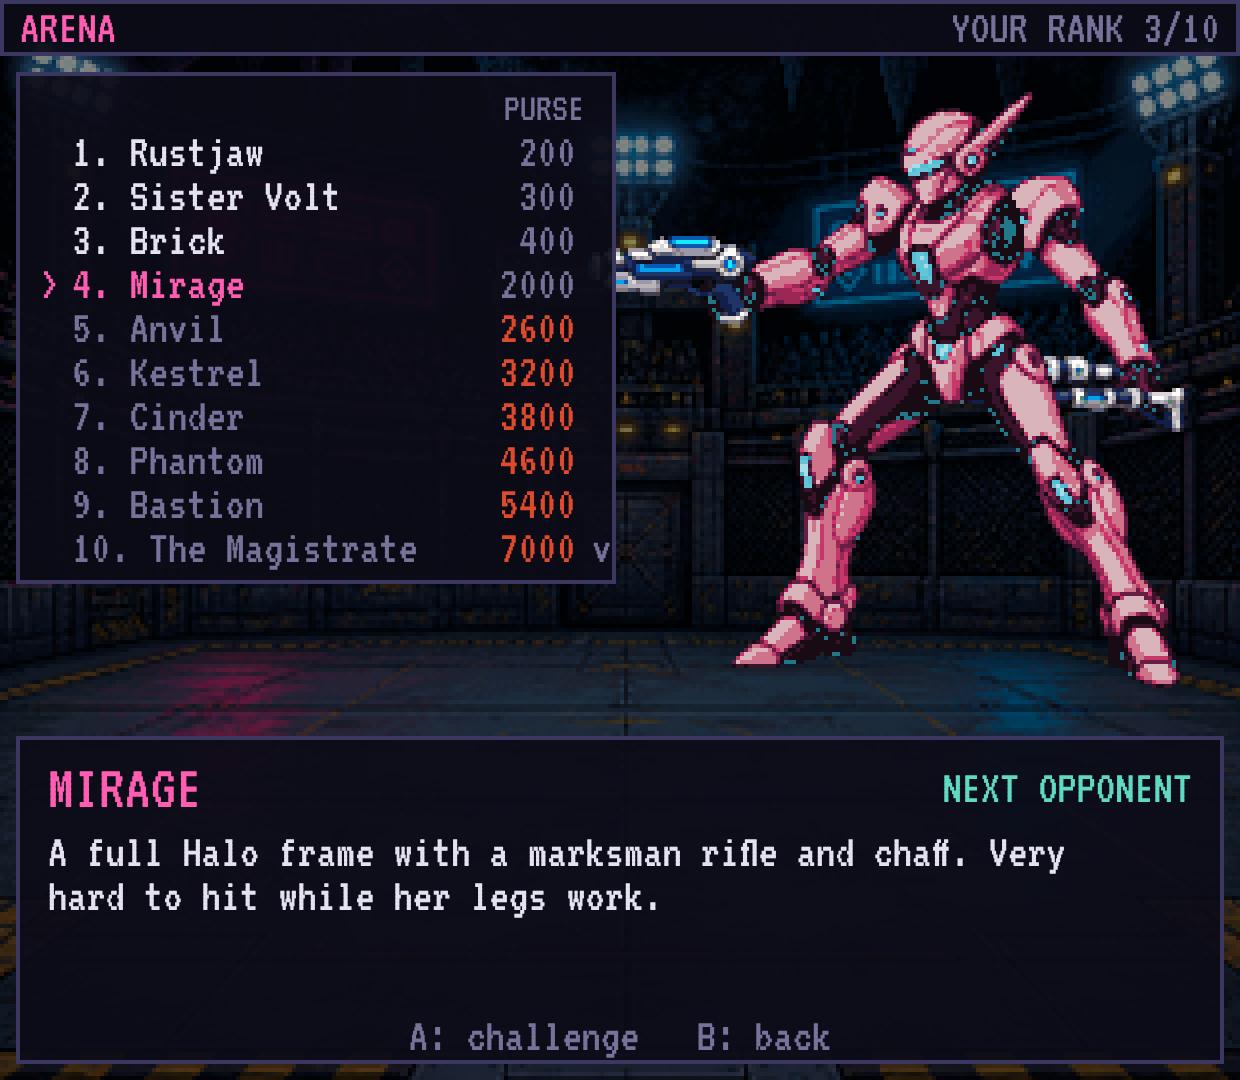 ARENA
YOUR RANK 3/10
PURSE
1. Rustjaw 200
2. Sister Volt 300
3. Brick 400
> 4. Mirage 2000
5. Anvil 2600
6. Kestrel 3200
7. Cinder 3800
8. Phantom 4600
9. Bastion 5400
10. The Magistrate 7000 v
MIRAGE
NEXT OPPONENT
A full Halo frame with a marksman rifle and chaff. Very
hard to hit while her legs work.
A: challenge B: back